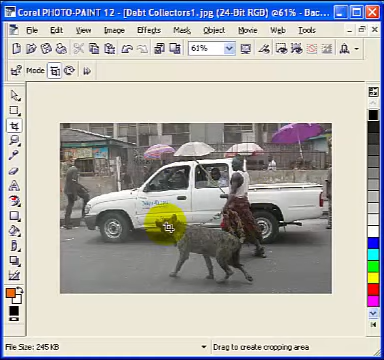 Corel PHOTO-PAINT 12 - [Debt Collectors1.jpg (24-Bit RGB) @61% - Bac...
File Edit View Image Effects Mask Object Movie Web Tools
61%
Mode
File Size: 245 KB Drag to create cropping area